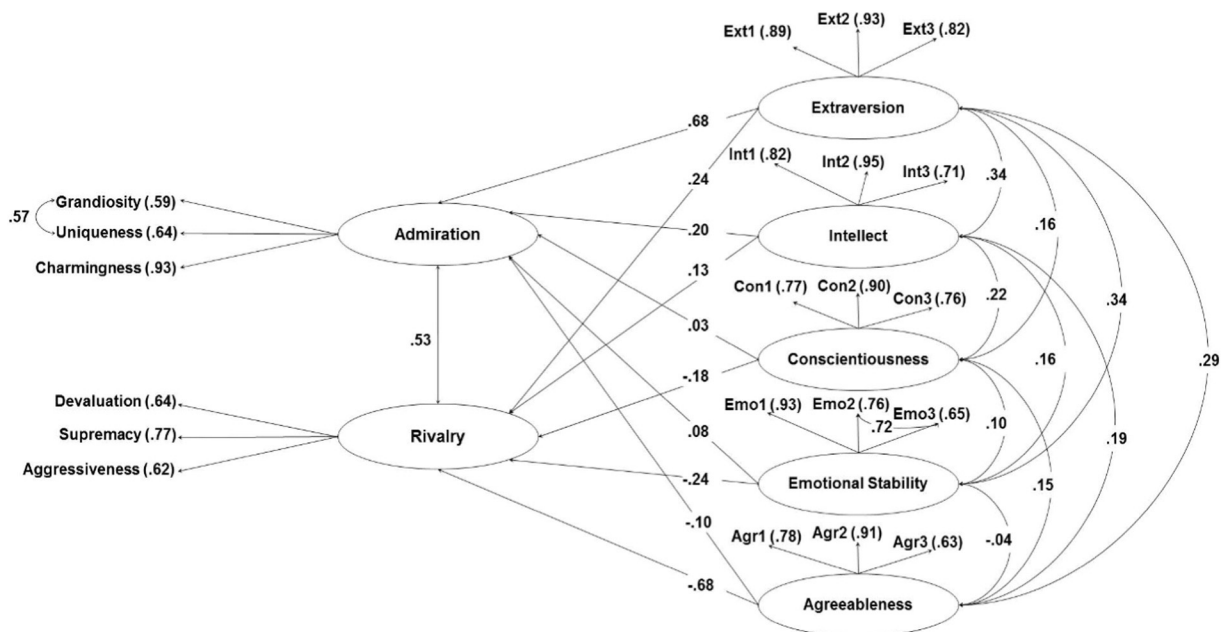 Ext1 (.89) Ext2 (.93) Ext3 (.82)
Extraversion
.68
Int1 (.82) Int2 (.95) Int3 (.71)
.34
.24
Grandiosity (.59)
.57
Uniqueness (.64)
Admiration
.20
Intellect
.16
Charmingness (.93)
.13
Con1 (.77) Con2 (.90) Con3 (.76)
.22
.34
.03
.53
Conscientiousness
.16
.29
-.18
Devaluation (.64)
Emo1 (.93) Emo2 (.76) Emo3 (.65)
.72
.10
Supremacy (.77)
Rivalry
.08
.19
Aggressiveness (.62)
-.24
Emotional Stability
.15
-.10
Agr1 (.78) Agr2 (.91) Agr3 (.63)
-.04
-.68
Agreeableness